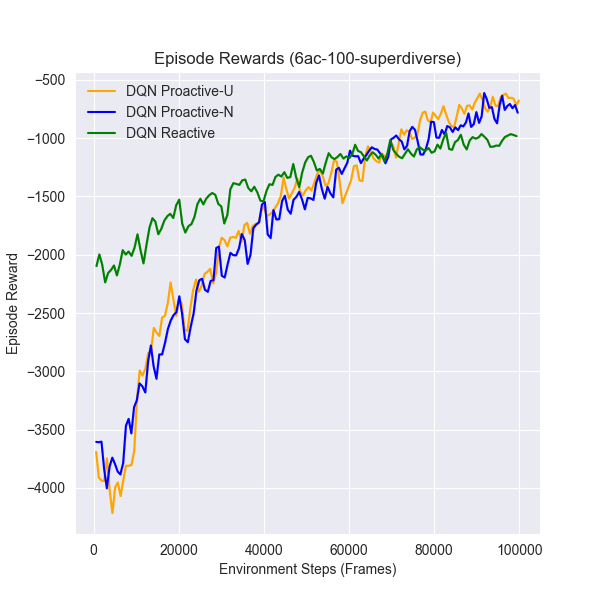 Episode Rewards (6ac-100-superdiverse)
DQN Proactive-U
DQN Proactive-N
DQN Reactive
−500
−1000
−1500
−2000
−2500
−3000
−3500
−4000
Episode Reward
0 20000 40000 60000 80000 100000
Environment Steps (Frames)